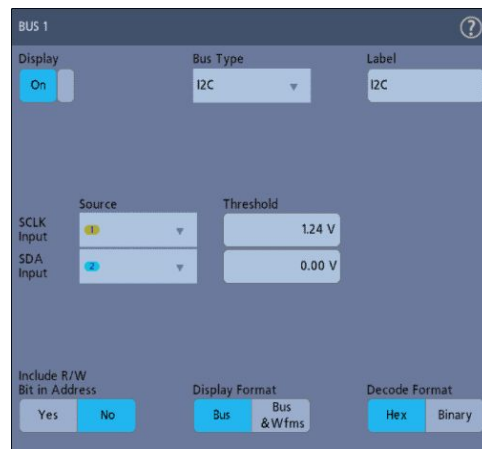 BUS 1
?
Display
Bus Type
Label
On
I2C
I2C
Source
Threshold
SCLK
Input
1
1.24 V
SDA
Input
2
0.00 V
Include R/W
Bit in Address
Display Format
Decode Format
Yes
No
Bus
Bus
&Wfms
Hex
Binary